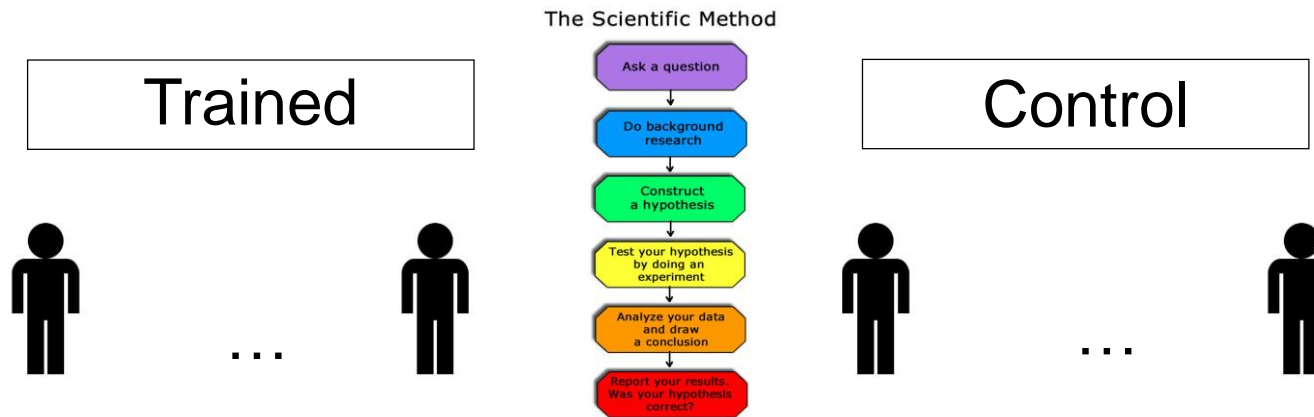 The Scientific Method
Trained
Ask a question
Do background
research
Construct
a hypothesis
Test your hypothesis
by doing an
experiment
Analyze your data
and draw
a conclusion
Report your results.
Was your hypothesis
correct?
Control
...
...